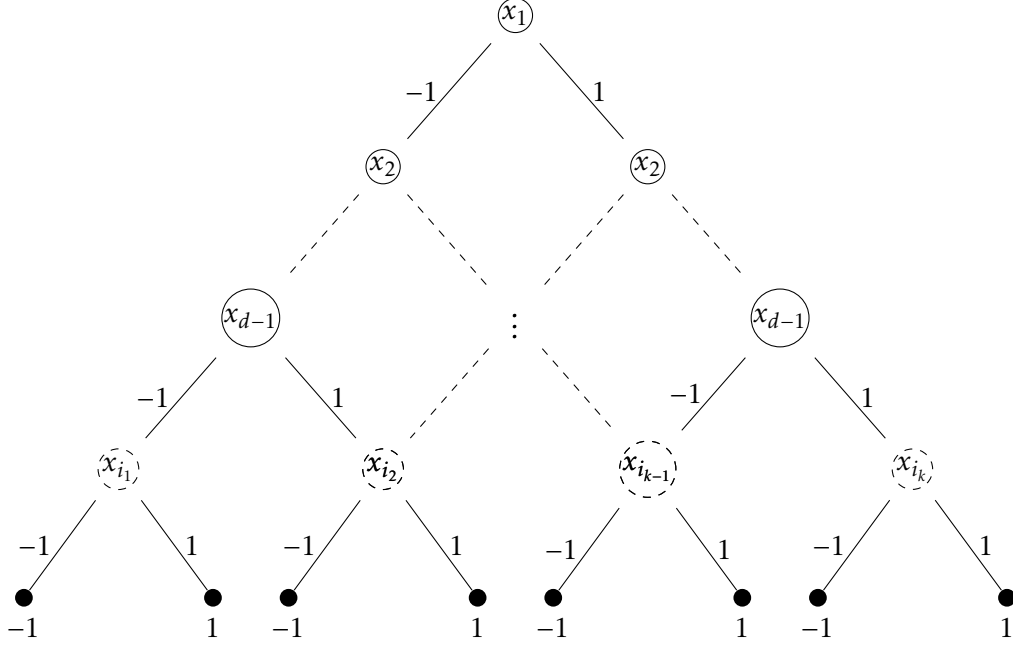 x₁
−1 1
x₂ x₂
x_{d−1} ⋮ x_{d−1}
−1 1 −1 1
x_{i₁} x_{i₂} x_{i_{k−1}} x_{i_k}
−1 1 −1 1 −1 1 −1 1
−1 1 −1 1 −1 1 −1 1